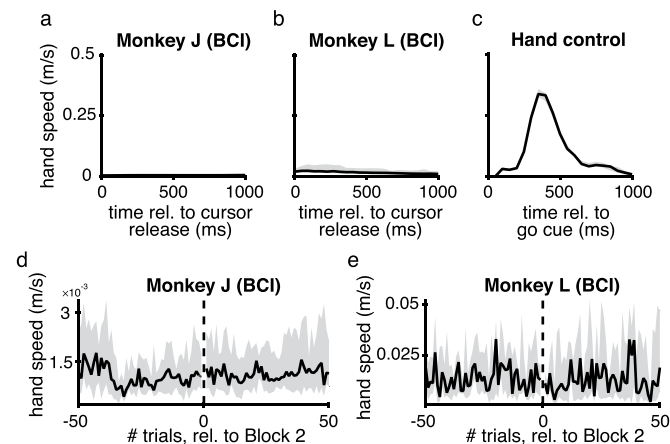 a
Monkey J (BCI)
b
Monkey L (BCI)
c
Hand control
hand speed (m/s)
0.5
0.25
0
0 500 1000
time rel. to cursor
release (ms)
0 500 1000
time rel. to cursor
release (ms)
0 500 1000
time rel. to
go cue (ms)
d
Monkey J (BCI)
hand speed (m/s)
×10⁻³
3
1.5
-50 0 50
# trials, rel. to Block 2
e
Monkey L (BCI)
hand speed (m/s)
0.05
0.025
-50 0 50
# trials, rel. to Block 2